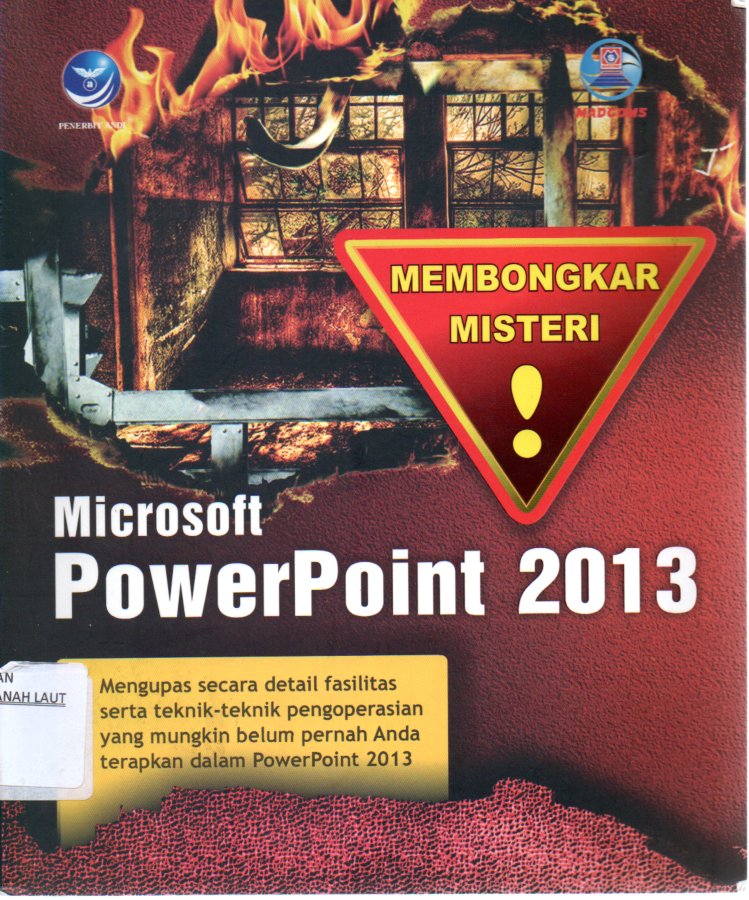 PENERBIT ANDI
MADCOMS
MEMBONGKAR
MISTERI
!
Microsoft
PowerPoint 2013
AN
ANAH LAUT
Mengupas secara detail fasilitas
serta teknik-teknik pengoperasian
yang mungkin belum pernah Anda
terapkan dalam PowerPoint 2013